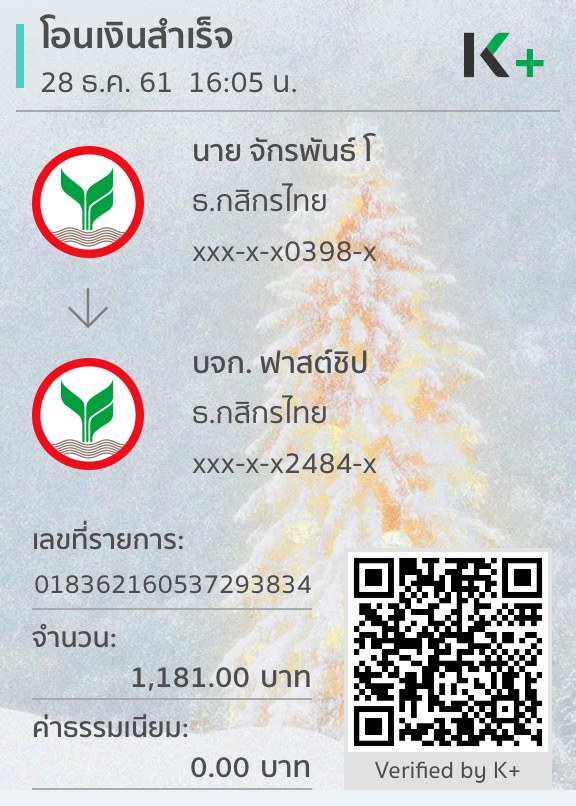 โอนเงินสำเร็จ
28 ธ.ค. 61 16:05 น.
K+
นาย จักรพันธ์ โ
ธ.กสิกรไทย
xxx-x-x0398-x
บจก. ฟาสต์ชิป
ธ.กสิกรไทย
xxx-x-x2484-x
เลขที่รายการ:
018362160537293834
จำนวน:
1,181.00 บาท
ค่าธรรมเนียม:
0.00 บาท
Verified by K+